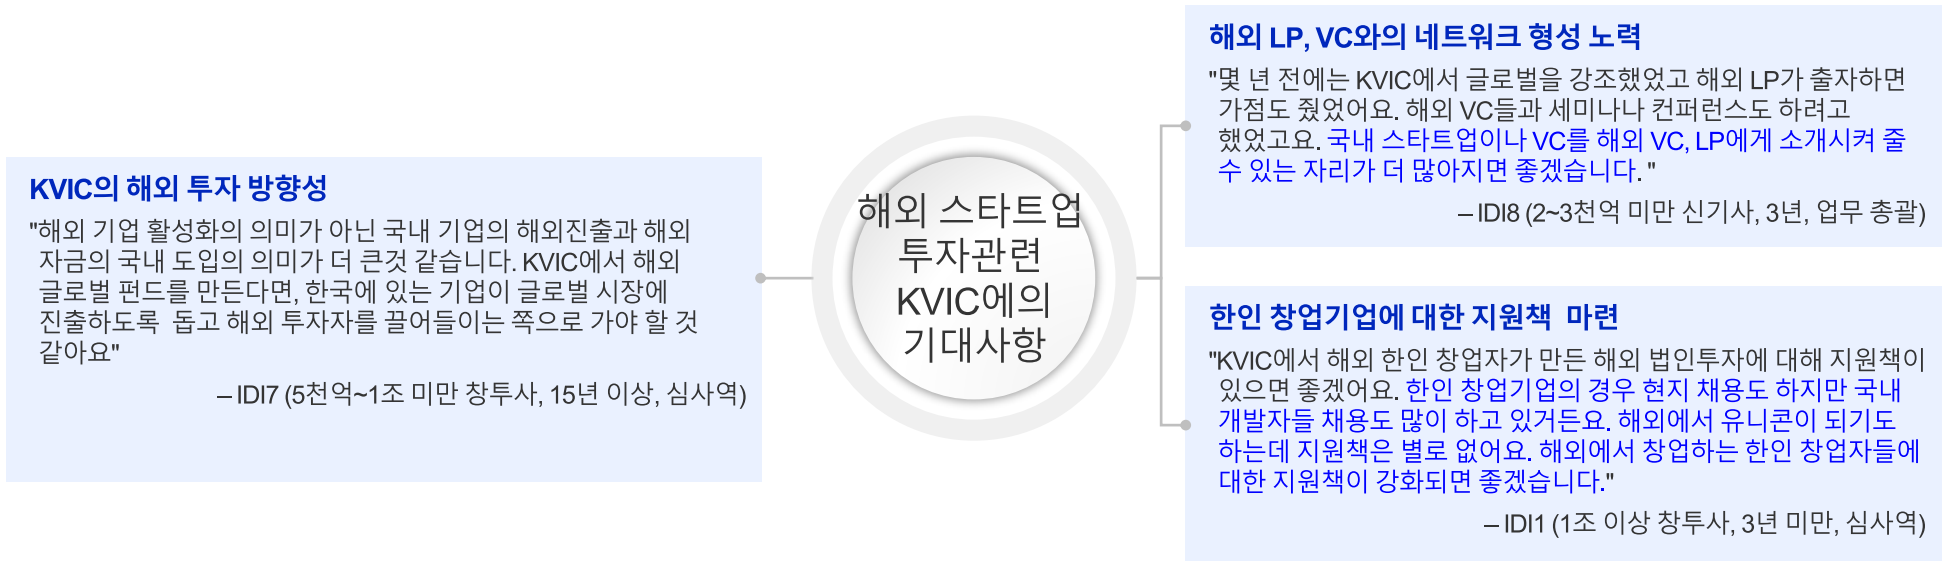 KVIC의 해외 투자 방향성
"해외 기업 활성화의 의미가 아닌 국내 기업의 해외진출과 해외
자금의 국내 도입의 의미가 더 큰것 같습니다. KVIC에서 해외
글로벌 펀드를 만든다면, 한국에 있는 기업이 글로벌 시장에
진출하도록  돕고 해외 투자자를 끌어들이는 쪽으로 가야 할 것
같아요"
– IDI7 (5천억~1조 미만 창투사, 15년 이상, 심사역)
해외 스타트업
투자관련
KVIC에의
기대사항
해외 LP, VC와의 네트워크 형성 노력
"몇 년 전에는 KVIC에서 글로벌을 강조했었고 해외 LP가 출자하면
가점도 줬었어요. 해외 VC들과 세미나나 컨퍼런스도 하려고
했었고요. 국내 스타트업이나 VC를 해외 VC, LP에게 소개시켜 줄
수 있는 자리가 더 많아지면 좋겠습니다. "
– IDI8 (2~3천억 미만 신기사, 3년, 업무 총괄)
한인 창업기업에 대한 지원책  마련
"KVIC에서 해외 한인 창업자가 만든 해외 법인투자에 대해 지원책이
있으면 좋겠어요. 한인 창업기업의 경우 현지 채용도 하지만 국내
개발자들 채용도 많이 하고 있거든요. 해외에서 유니콘이 되기도
하는데 지원책은 별로 없어요. 해외에서 창업하는 한인 창업자들에
대한 지원책이 강화되면 좋겠습니다."
– IDI1 (1조 이상 창투사, 3년 미만, 심사역)